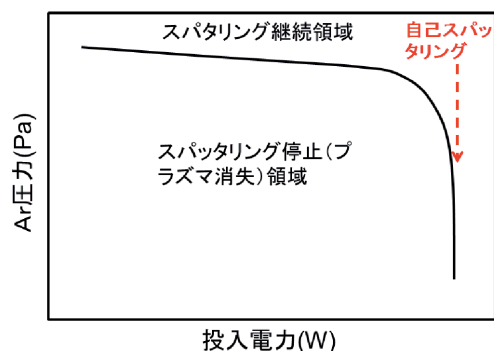 スパタリング継続領域
自己スパッ
タリング
スパッタリング停止(プ
ラズマ消失)領域
Ar圧力(Pa)
投入電力(W)